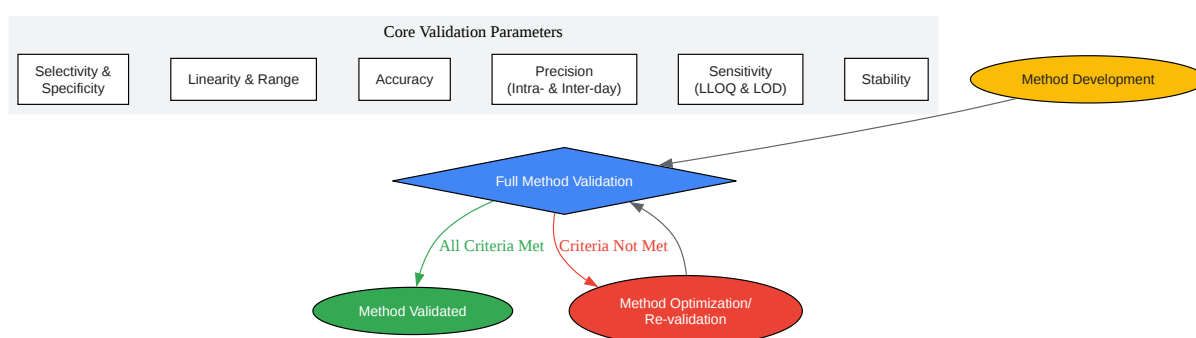 Core Validation Parameters
Selectivity &
Specificity
Linearity & Range
Accuracy
Precision
(Intra- & Inter-day)
Sensitivity
(LLOQ & LOD)
Stability
Method Development
Full Method Validation
All Criteria Met
Criteria Not Met
Method Validated
Method Optimization/
Re-validation